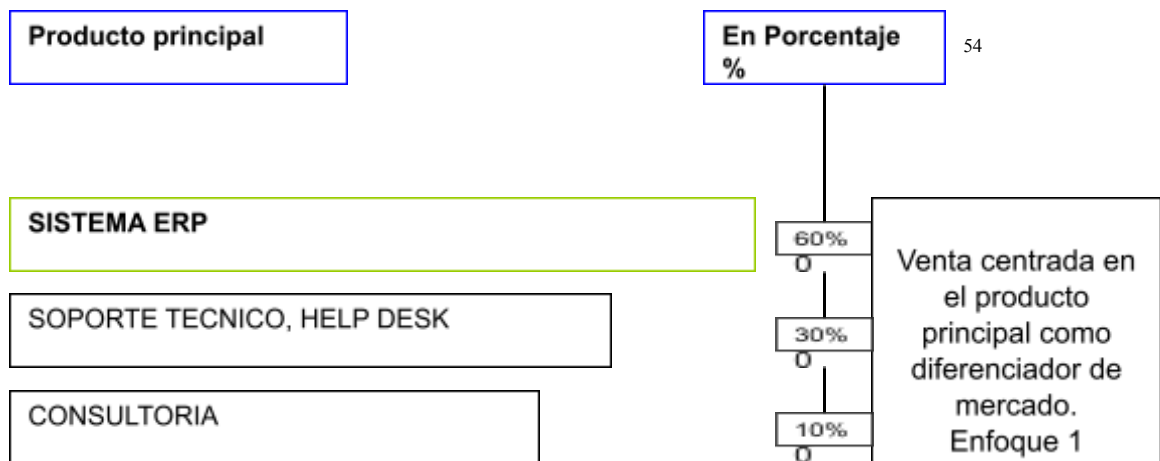 Producto principal
En Porcentaje
%
54
SISTEMA ERP
60%
0
SOPORTE TECNICO, HELP DESK
30%
0
CONSULTORIA
10%
0
Venta centrada en
el producto
principal como
diferenciador de
mercado.
Enfoque 1